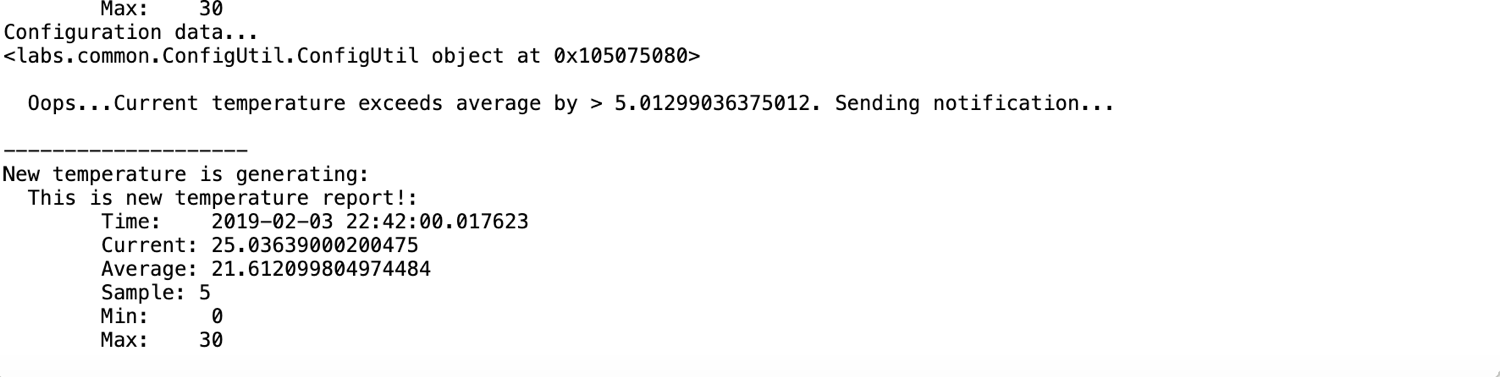 Max: 30
Configuration data...
<labs.common.ConfigUtil.ConfigUtil object at 0x105075080>
Oops...Current temperature exceeds average by > 5.01299036375012. Sending notification...
--------------------
New temperature is generating:
This is new temperature report!:
Time: 2019-02-03 22:42:00.017623
Current: 25.03639000200475
Average: 21.612099804974484
Sample: 5
Min: 0
Max: 30